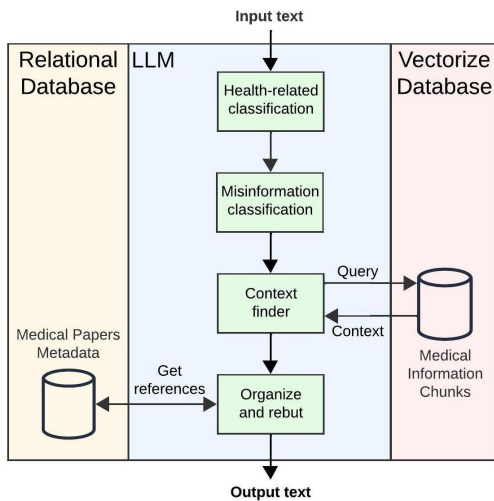 Input text
Relational
Database
LLM
Vectorize
Database
Health-related
classification
Misinformation
classification
Context
finder
Query
Context
Medical
Information
Chunks
Medical Papers
Metadata
Get
references
Organize
and rebut
Output text